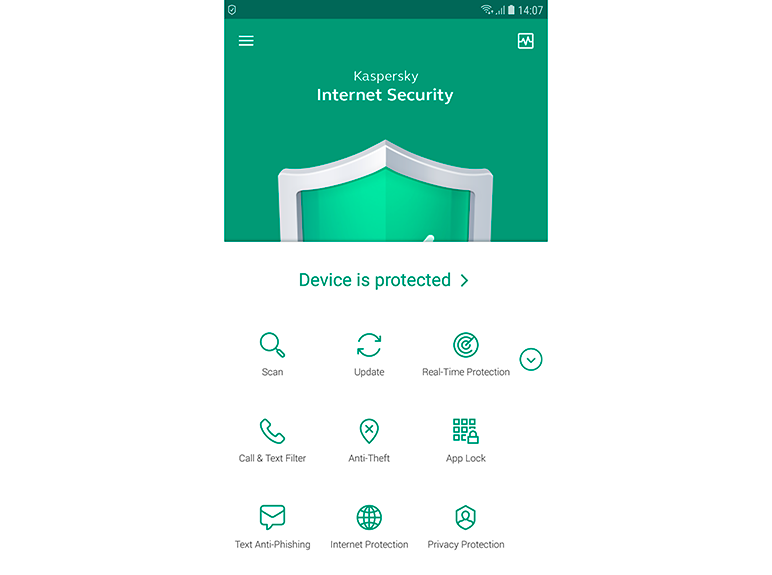 14:07
Kaspersky
Internet Security
Device is protected
Scan
Update
Real-Time Protection
Call & Text Filter
Anti-Theft
App Lock
Text Anti-Phishing
Internet Protection
Privacy Protection